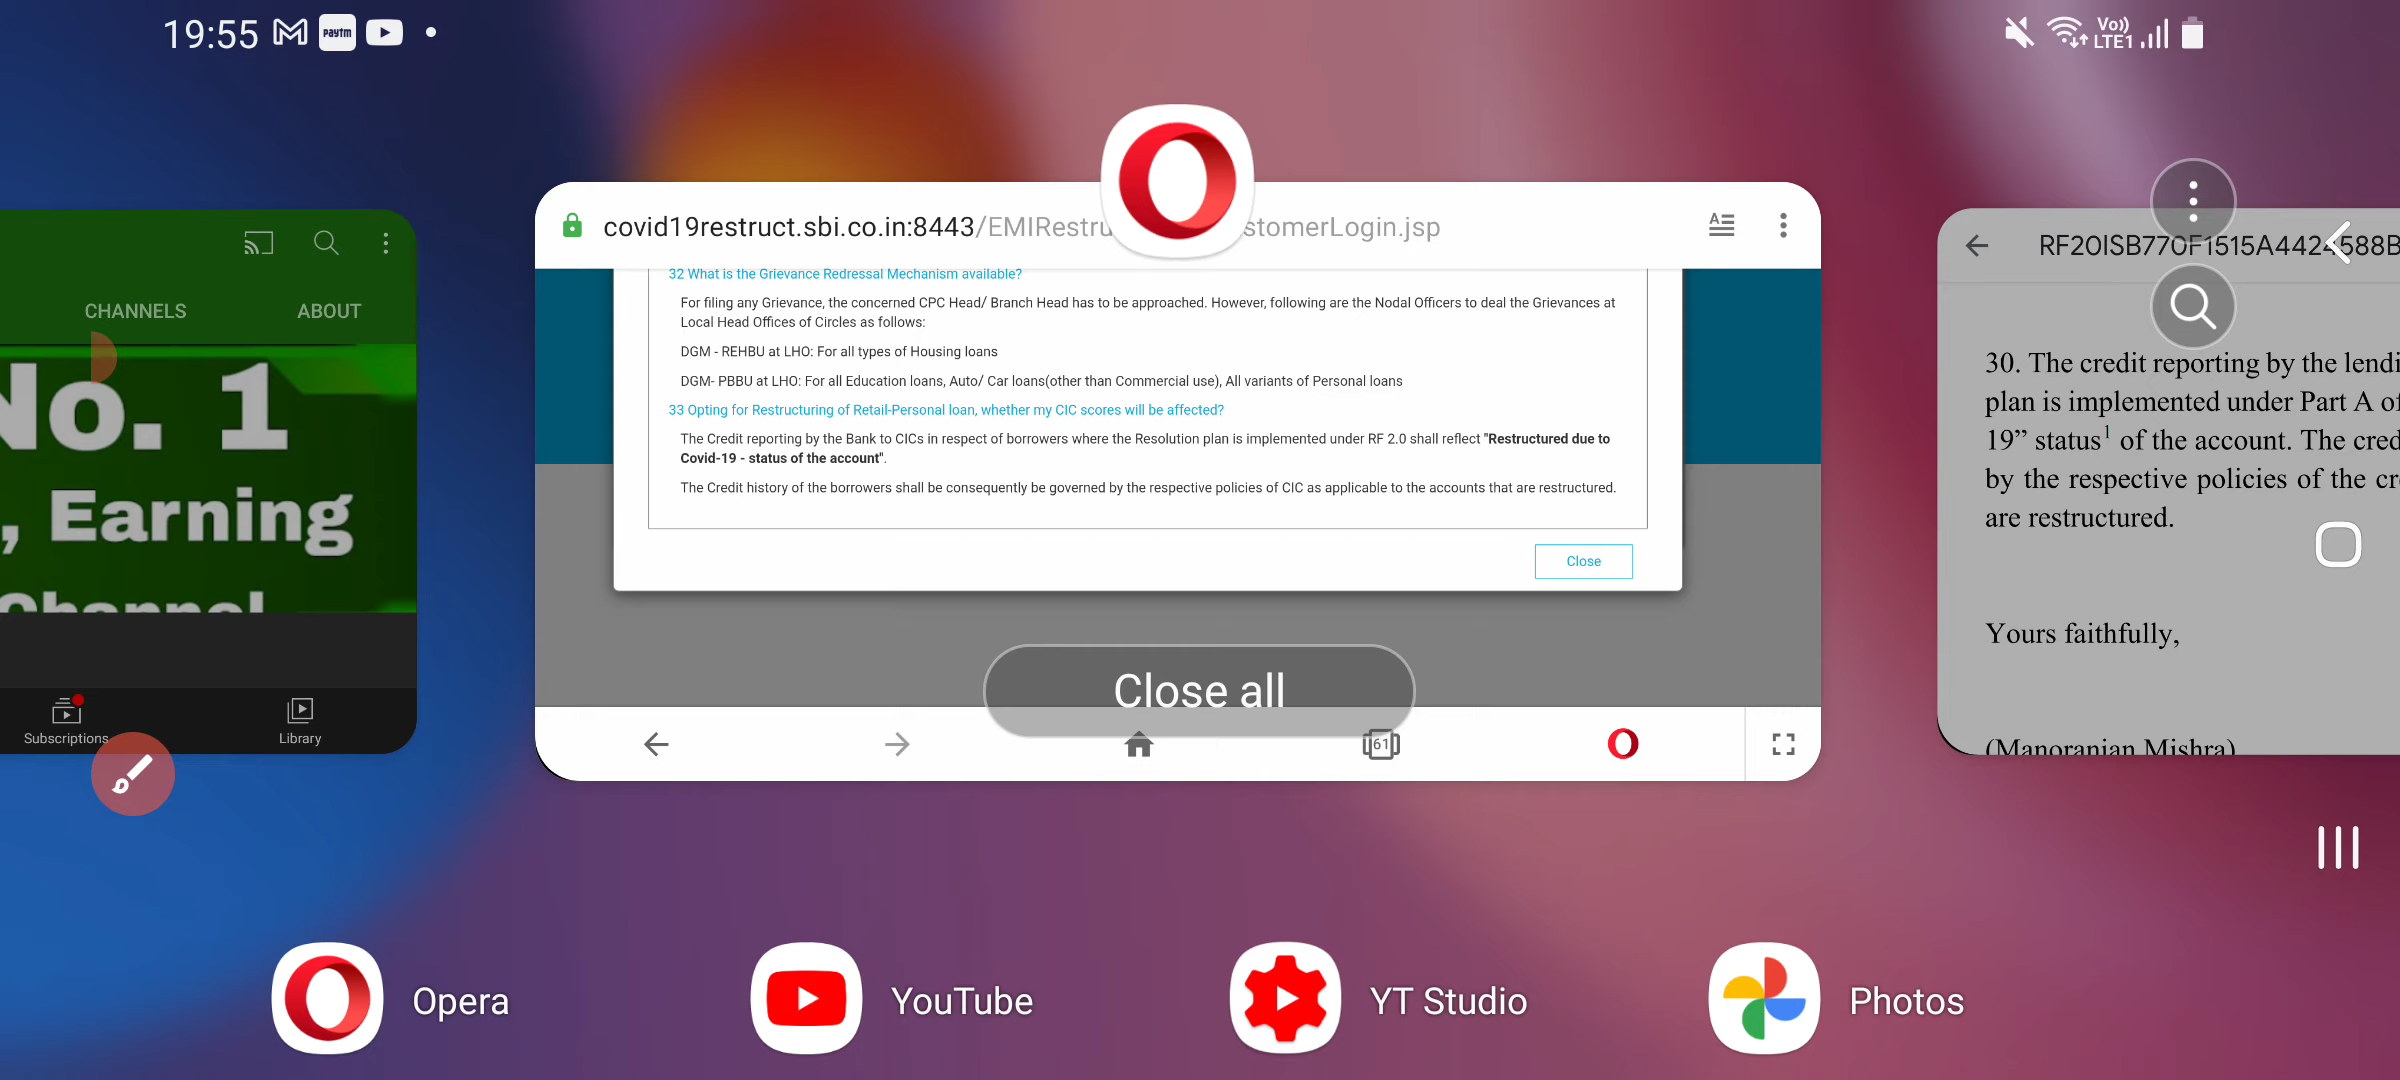 19:55
paytm
Vo))
LTE1
CHANNELS
ABOUT
No. 1
, Earning
Channel
Subscriptions
Library
covid19restruct.sbi.co.in:8443/EMIRestru
stomerLogin.jsp
32 What is the Grievance Redressal Mechanism available?
For filing any Grievance, the concerned CPC Head/ Branch Head has to be approached. However, following are the Nodal Officers to deal the Grievances at
Local Head Offices of Circles as follows:
DGM - REHBU at LHO: For all types of Housing loans
DGM- PBBU at LHO: For all Education loans, Auto/ Car loans(other than Commercial use), All variants of Personal loans
33 Opting for Restructuring of Retail-Personal loan, whether my CIC scores will be affected?
The Credit reporting by the Bank to CICs in respect of borrowers where the Resolution plan is implemented under RF 2.0 shall reflect "Restructured due to
Covid-19 - status of the account".
The Credit history of the borrowers shall be consequently be governed by the respective policies of CIC as applicable to the accounts that are restructured.
Close
Close all
61
RF20ISB770F1515A4424588B
30. The credit reporting by the lendi
plan is implemented under Part A of
19” status1 of the account. The cred
by the respective policies of the cr
are restructured.
Yours faithfully,
(Manoranjan Mishra)
Opera
YouTube
YT Studio
Photos